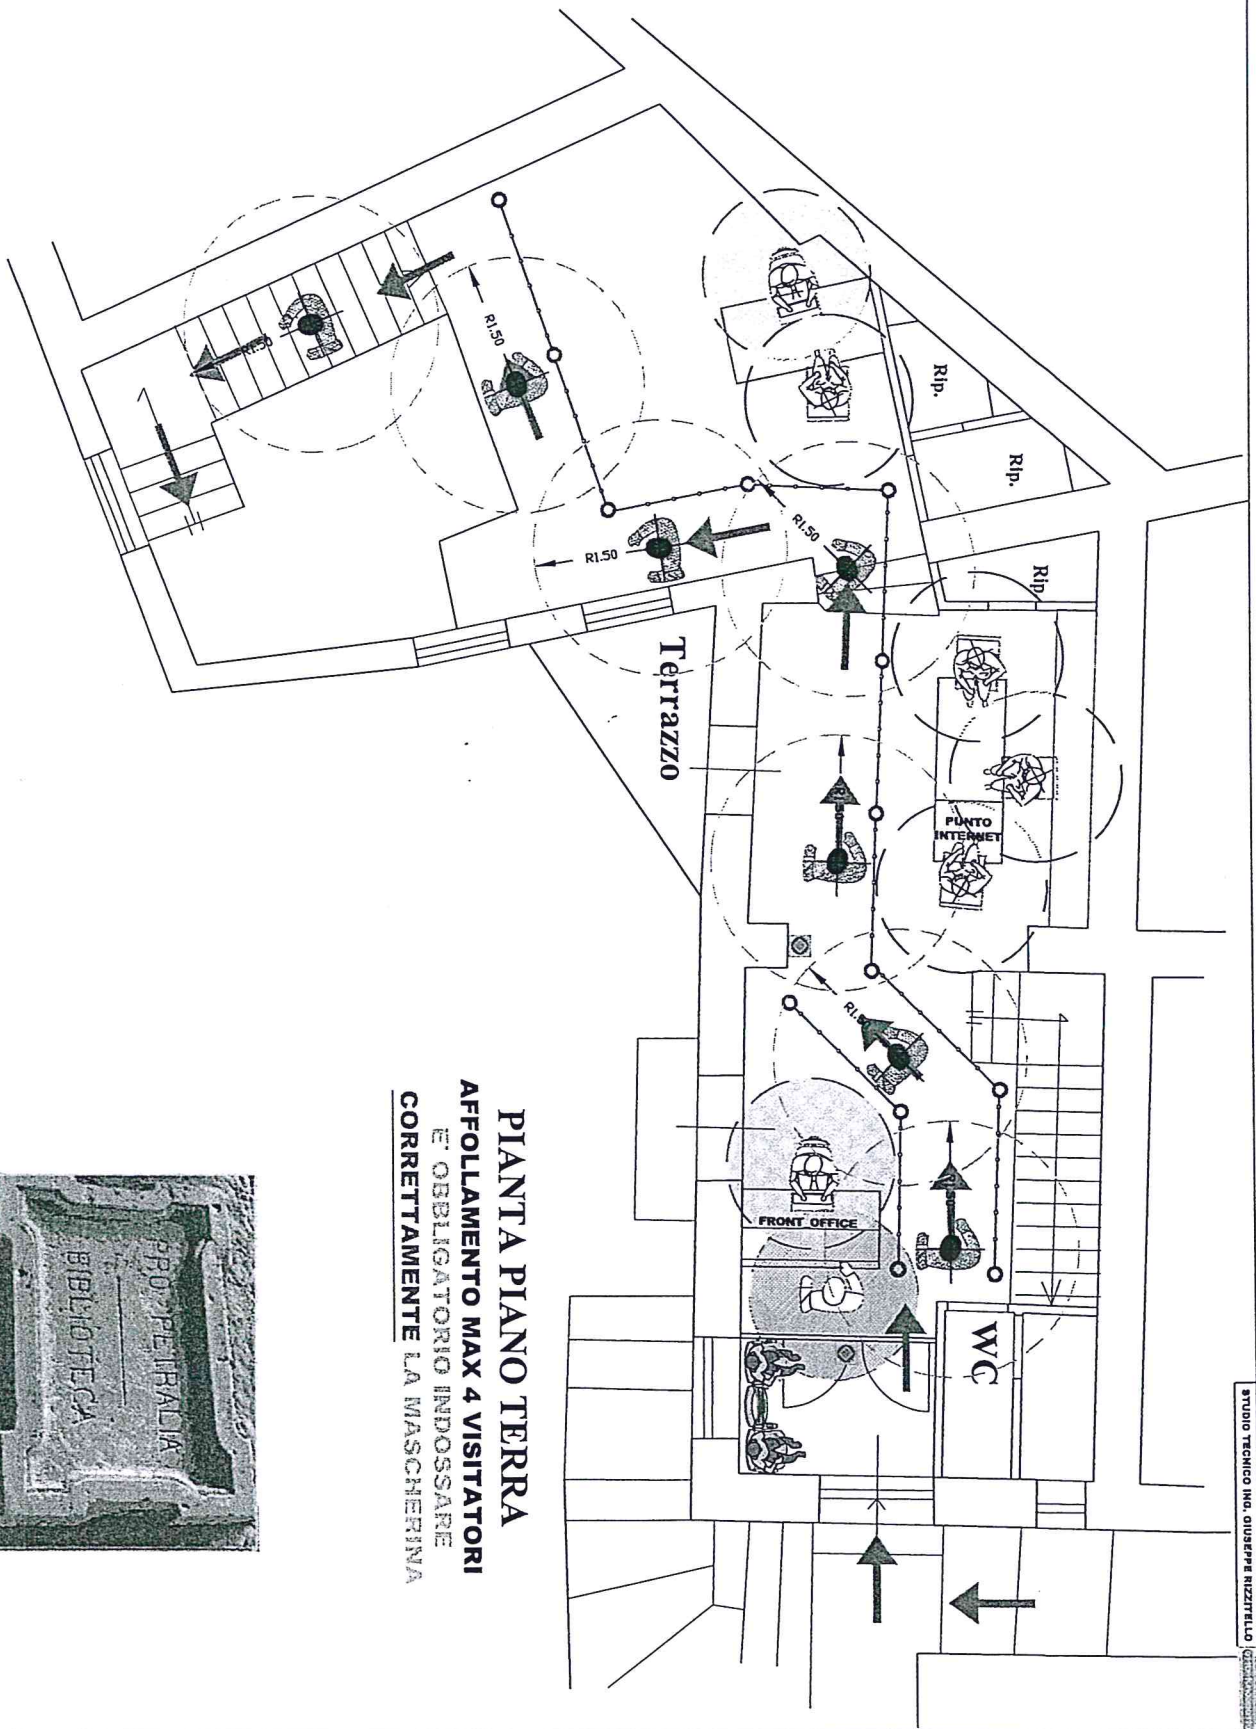 STUDIO TECNICO ING. GIUSEPPE RIZZITELLO
Rip.
Rip.
Rip
R1.50
R1.50
R1.50
R1.50
Terrazzo
PUNTO
INTERNET
FRONT OFFICE
WC
PIANTA PIANO TERRA
AFFOLLAMENTO MAX 4 VISITATORI
E' OBBLIGATORIO INDOSSARE
CORRETTAMENTE LA MASCHERINA
PRO PETRALIA
BIBLIOTECA